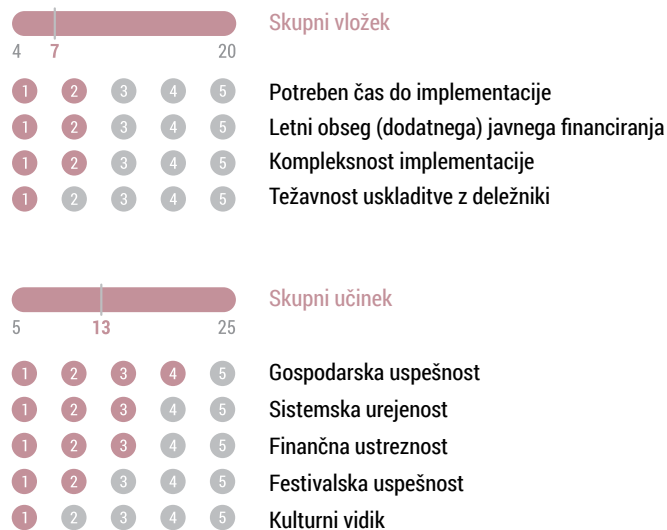 Skupni vložek
4 7 20
1 2 3 4 5 Potreben čas do implementacije
1 2 3 4 5 Letni obseg (dodatnega) javnega financiranja
1 2 3 4 5 Kompleksnost implementacije
1 2 3 4 5 Težavnost uskladitve z deležniki
Skupni učinek
5 13 25
1 2 3 4 5 Gospodarska uspešnost
1 2 3 4 5 Sistemska urejenost
1 2 3 4 5 Finančna ustreznost
1 2 3 4 5 Festivalska uspešnost
1 2 3 4 5 Kulturni vidik